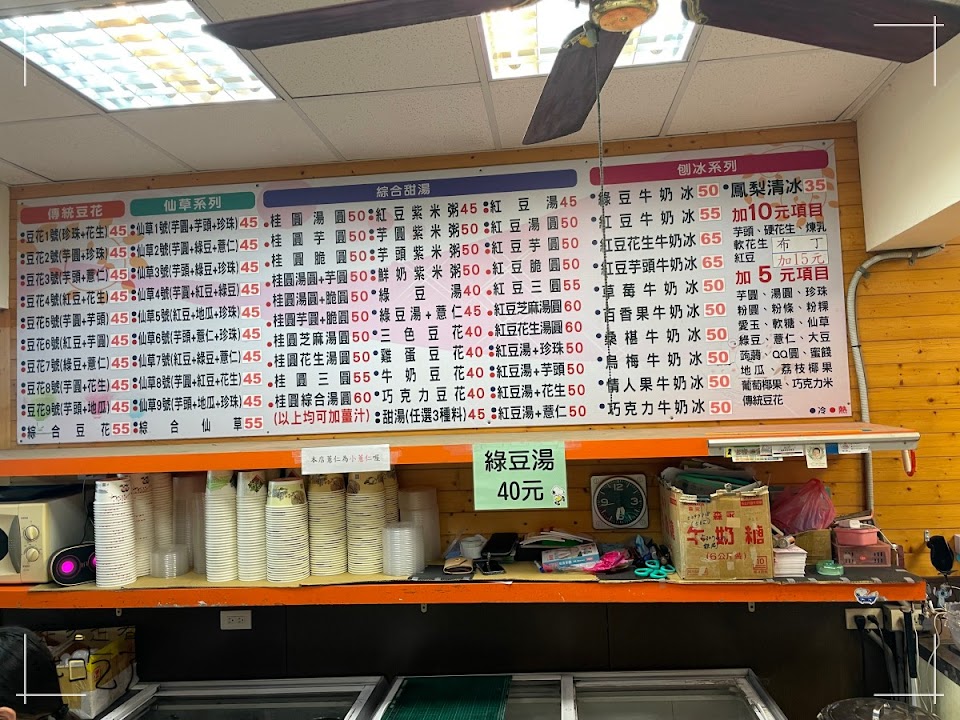 傳統豆花
豆花1號(珍珠+花生)45
豆花2號(芋圓+珍珠)45
豆花3號(芋頭+薏仁)45
豆花4號(紅豆+花生)45
豆花5號(芋圓+芋頭)45
豆花6號(紅豆+芋圓)45
豆花7號(綠豆+薏仁)45
豆花8號(芋圓+花生)45
豆花9號(芋頭+地瓜)45
綜合豆花55
仙草系列
仙草1號(芋圓+芋頭+珍珠)45
仙草2號(芋圓+綠豆+薏仁)45
仙草3號(芋頭+薏仁+珍珠)45
仙草4號(芋圓+紅豆+綠豆)45
仙草5號(紅豆+地瓜+珍珠)45
仙草6號(芋頭+薏仁+珍珠)45
仙草7號(紅豆+綠豆+薏仁)45
仙草8號(芋圓+紅豆+花生)45
仙草9號(芋頭+地瓜+珍珠)45
綜合仙草55
綜合甜湯
桂圓湯圓50
桂圓芋圓50
桂圓脆圓50
桂圓湯圓+芋圓50
桂圓湯圓+脆圓50
桂圓芋圓+脆圓50
桂圓芝麻湯圓50
桂圓花生湯圓50
桂圓三圓55
桂圓綜合湯圓60
(以上均可加薑汁)
紅豆紫米粥45
芋圓紫米粥50
芋頭紫米粥50
鮮奶紫米粥50
綠豆湯40
綠豆湯+薏仁45
三色豆花40
雞蛋豆花40
牛奶豆花40
巧克力豆花40
甜湯(任選3種料)45
紅豆湯45
紅豆湯圓50
紅豆芋圓50
紅豆脆圓50
紅豆三圓55
紅豆芝麻湯圓60
紅豆花生湯圓60
紅豆湯+珍珠50
紅豆湯+芋頭50
紅豆湯+花生50
紅豆湯+薏仁50
刨冰系列
綠豆牛奶冰50
紅豆牛奶冰55
紅豆花生牛奶冰65
紅豆芋頭牛奶冰65
草莓牛奶冰50
百香果牛奶冰50
桑椹牛奶冰50
烏梅牛奶冰50
情人果牛奶冰50
巧克力牛奶冰50
鳳梨清冰35
加10元項目
芋頭、硬花生、煉乳
軟花生
紅豆
布丁
加15元
加5元項目
芋圓、湯圓、珍珠
粉圓、粉條、粉粿
愛玉、軟糖、仙草
綠豆、薏仁、大豆
蒟蒻、QQ圓、蜜餞
地瓜、荔枝椰果
葡萄椰果、巧克力米
傳統豆花
冷 熱
本店薏仁為小薏仁喔
綠豆湯
40元
森永
牛奶糖